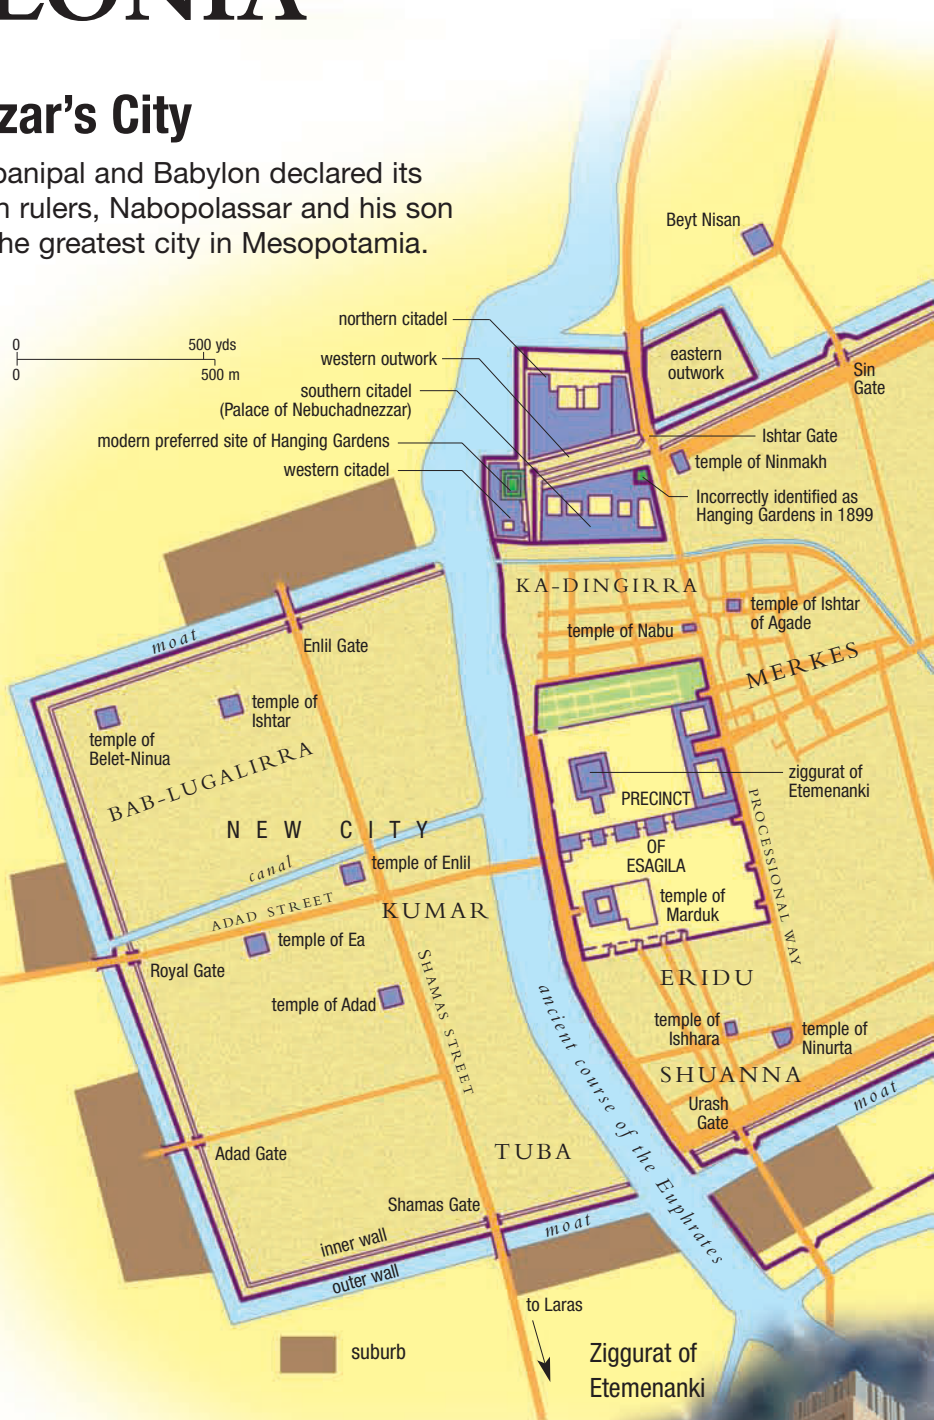 LONIA
zar's City
panipal and Babylon declared its
n rulers, Nabopolassar and his son
he greatest city in Mesopotamia.
Beyt Nisan
0 500 yds
0 500 m
northern citadel
western outwork
southern citadel
(Palace of Nebuchadnezzar)
modern preferred site of Hanging Gardens
western citadel
eastern
outwork
Sin
Gate
Ishtar Gate
temple of Ninmakh
Incorrectly identified as
Hanging Gardens in 1899
KA-DINGIRRA
temple of Ishtar
of Agade
temple of Nabu
MERKES
moat
Enlil Gate
temple of
Ishtar
temple of
Belet-Ninua
BAB-LUGALIRRA
NEW CITY
canal
temple of Enlil
ADAD STREET
KUMAR
temple of Ea
Royal Gate
temple of Adad
SHAMAS STREET
ziggurat of
Etemenanki
PRECINCT
OF
ESAGILA
PROCESSIONAL WAY
temple of
Marduk
ERIDU
ancient course of the Euphrates
temple of
Ishhara
temple of
Ninurta
SHUANNA
Urash
Gate
moat
Adad Gate
TUBA
Shamas Gate
moat
inner wall
outer wall
to Laras
suburb
Ziggurat of
Etemenanki